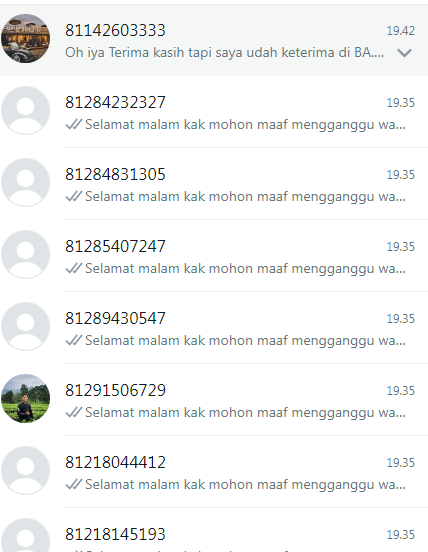 81142603333 19.42
Oh iya Terima kasih tapi saya udah keterima di BA....
81284232327 19.35
Selamat malam kak mohon maaf mengganggu wa...
81284831305 19.35
Selamat malam kak mohon maaf mengganggu wa...
81285407247 19.35
Selamat malam kak mohon maaf mengganggu wa...
81289430547 19.35
Selamat malam kak mohon maaf mengganggu wa...
81291506729 19.35
Selamat malam kak mohon maaf mengganggu wa...
81218044412 19.35
Selamat malam kak mohon maaf mengganggu wa...
81218145193 19.35